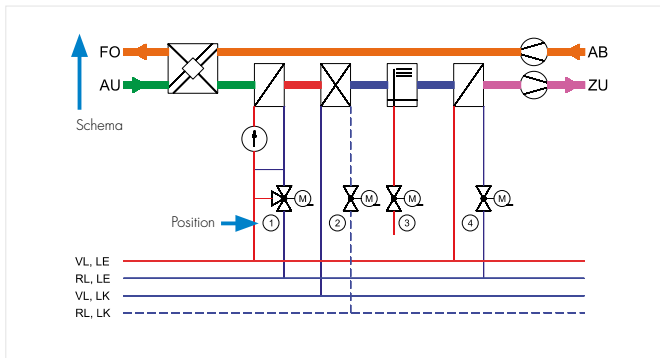 FO
AB
AU
ZU
Schema
M
M
M
M
Position
1
2
3
4
VL, LE
RL, LE
VL, LK
RL, LK